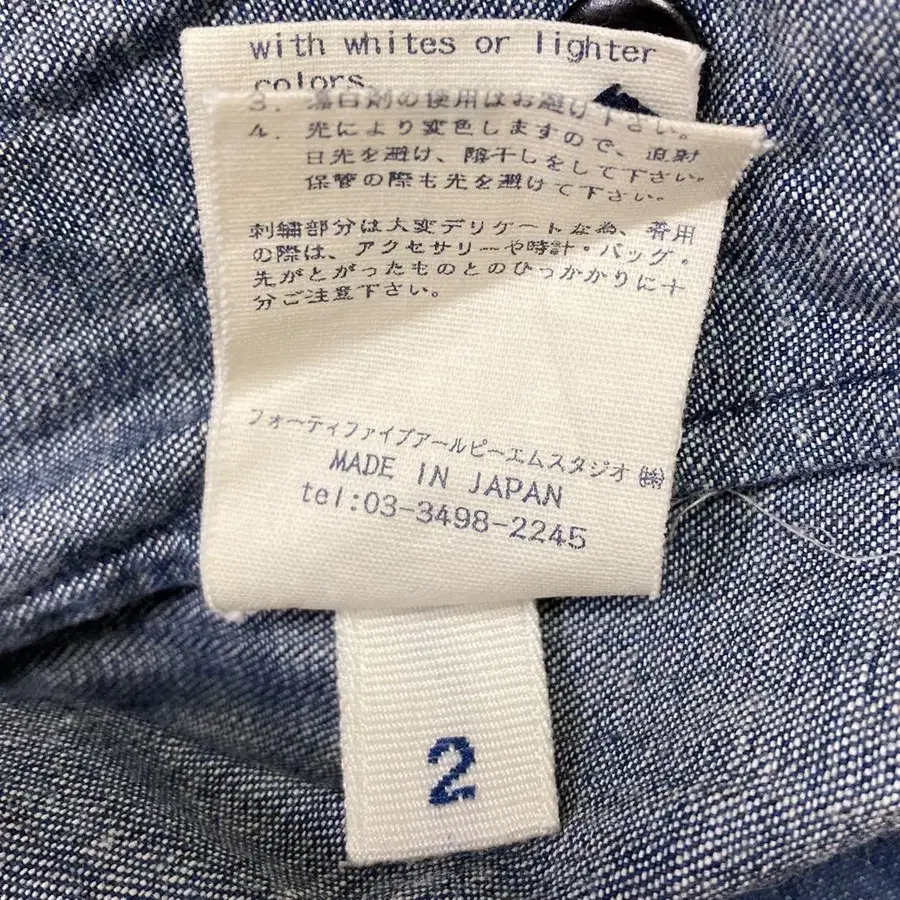 with whites or lighter
colors.
3. 漂白剤の使用はお避け下さい。
4. 光により変色しますので、直射
日光を避け、陰干しをして下さい。
保管の際も光を避けて下さい。
刺繍部分は大変デリケートな為、着用
の際は、アクセサリーや時計・バッグ。
先がとがったものとのひっかかりに十
分ご注意下さい。
フォーティファイブアールピーエムスタジオ㈱
MADE IN JAPAN
tel:03-3498-2245
2